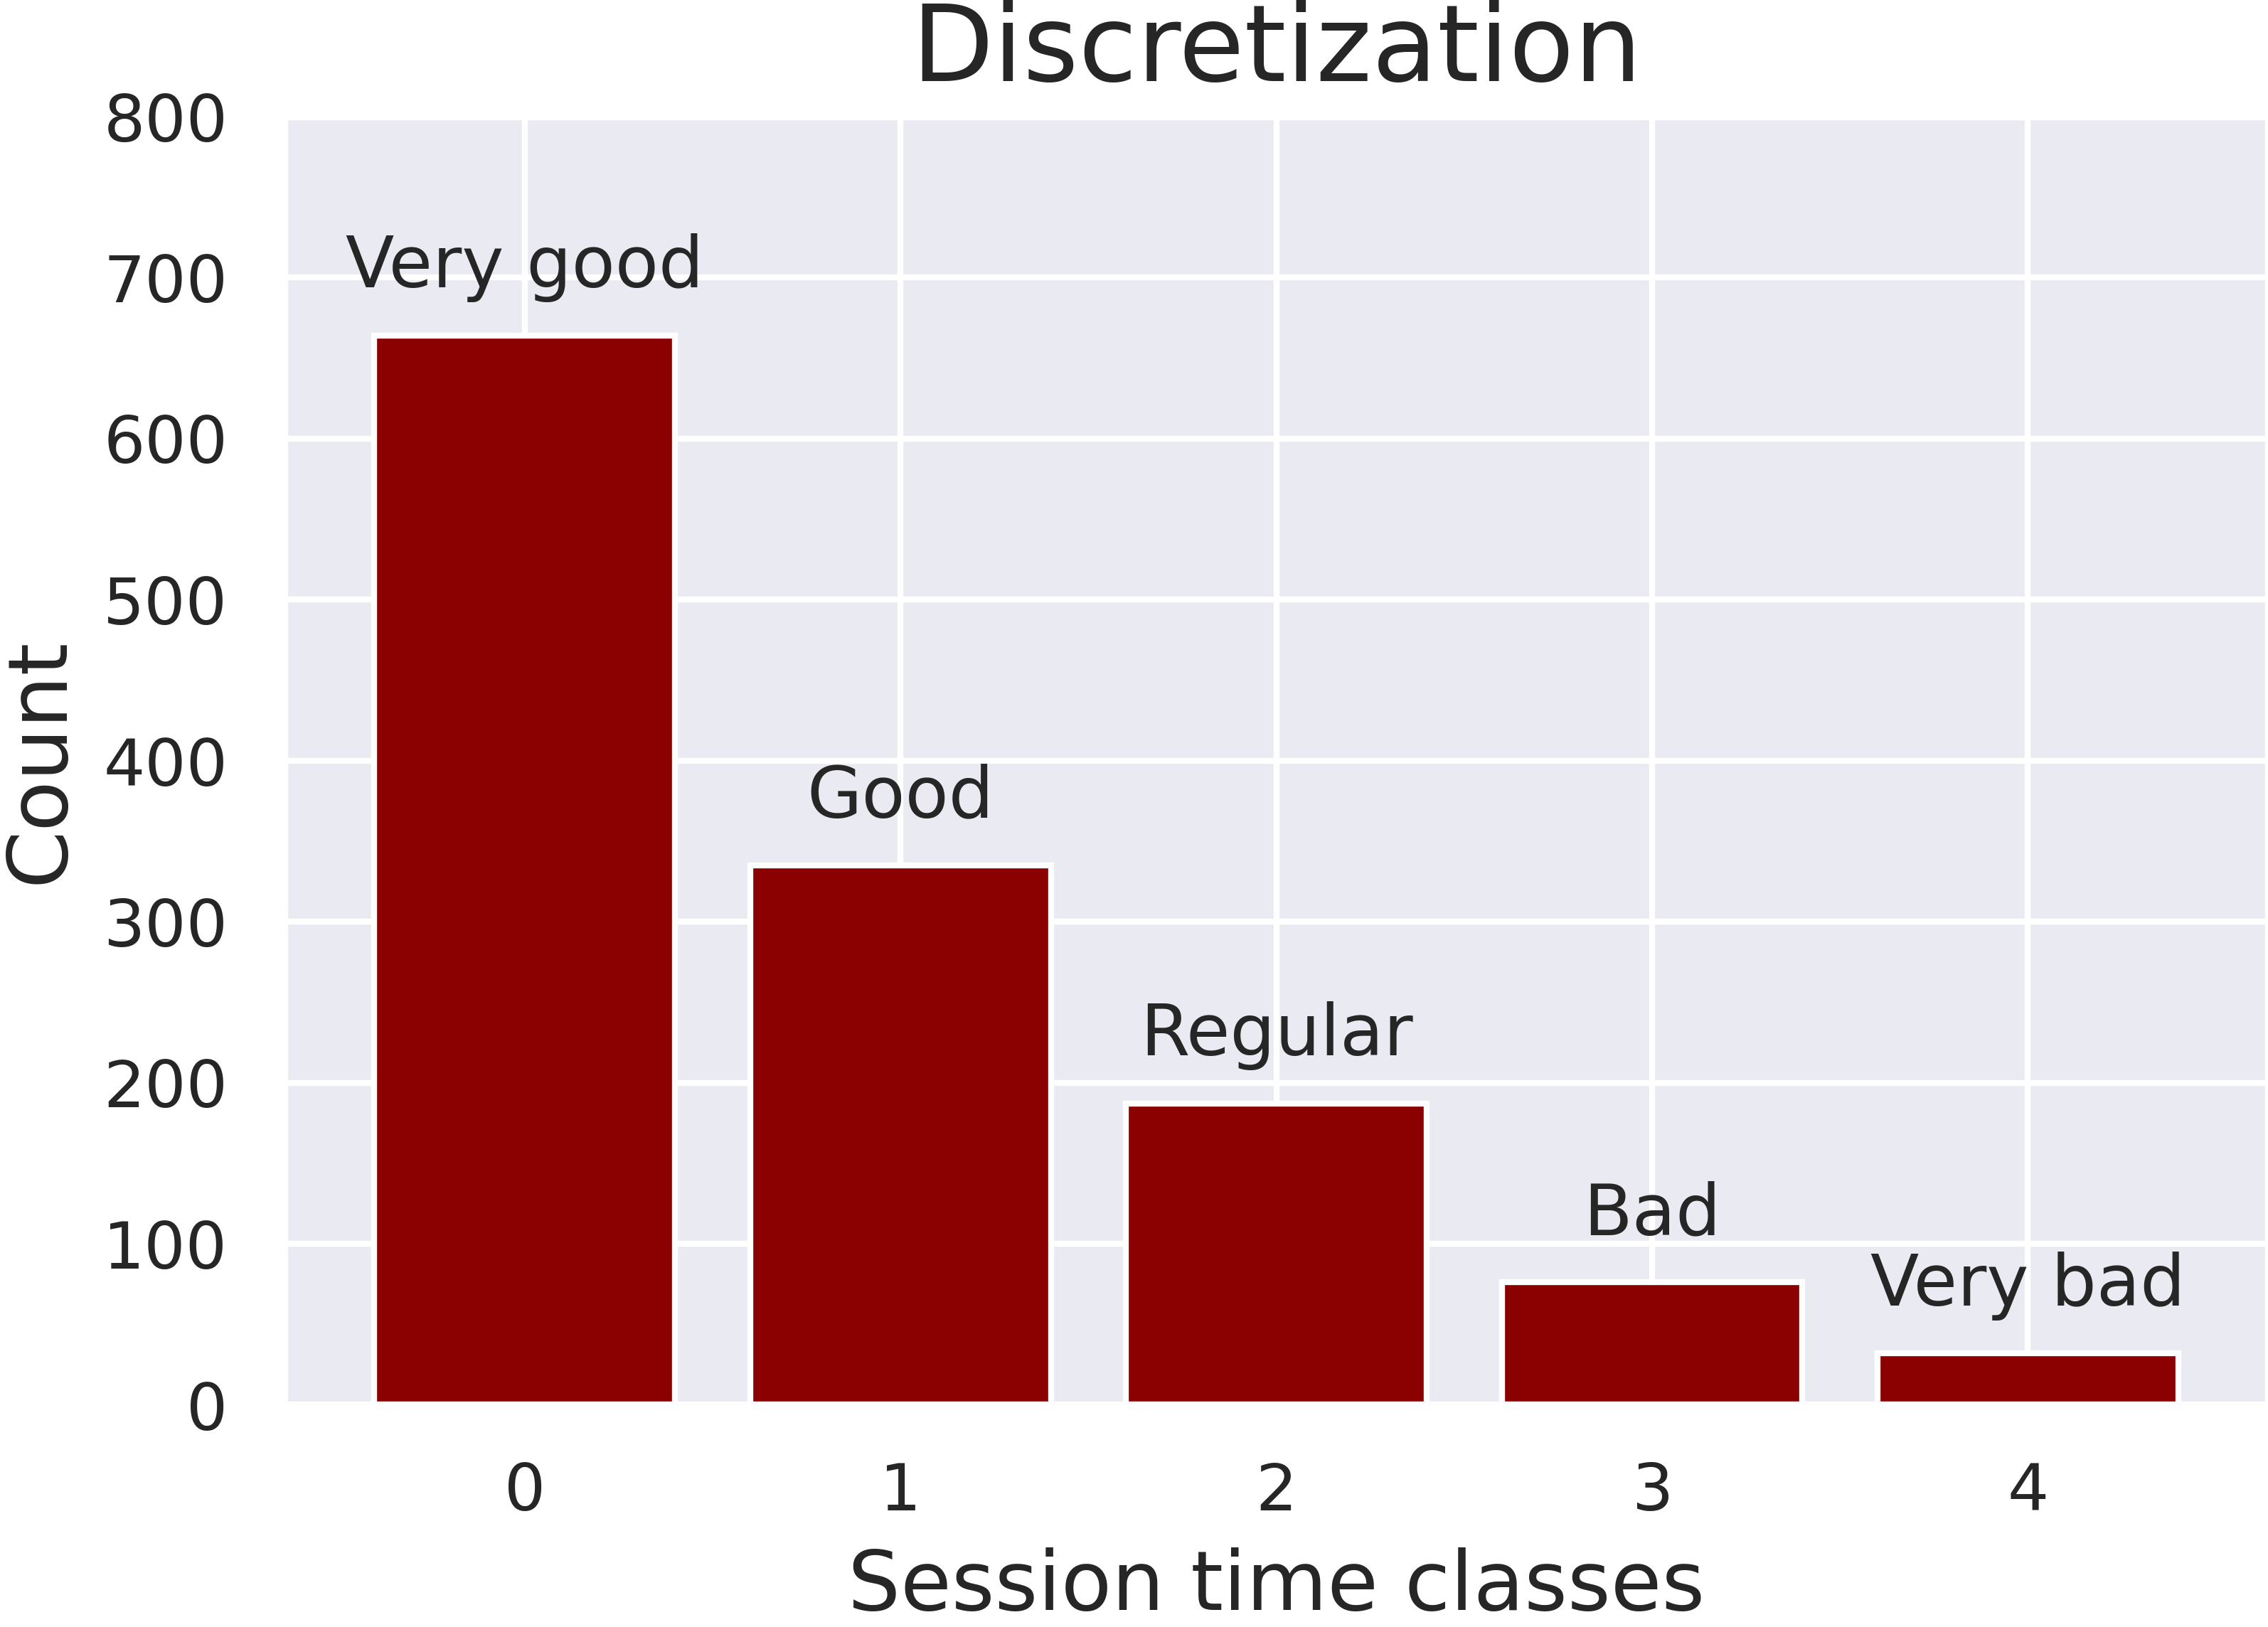 Discretization
800
700
600
500
400
300
200
100
0
Count
Very good
Good
Regular
Bad
Very bad
0 1 2 3 4
Session time classes